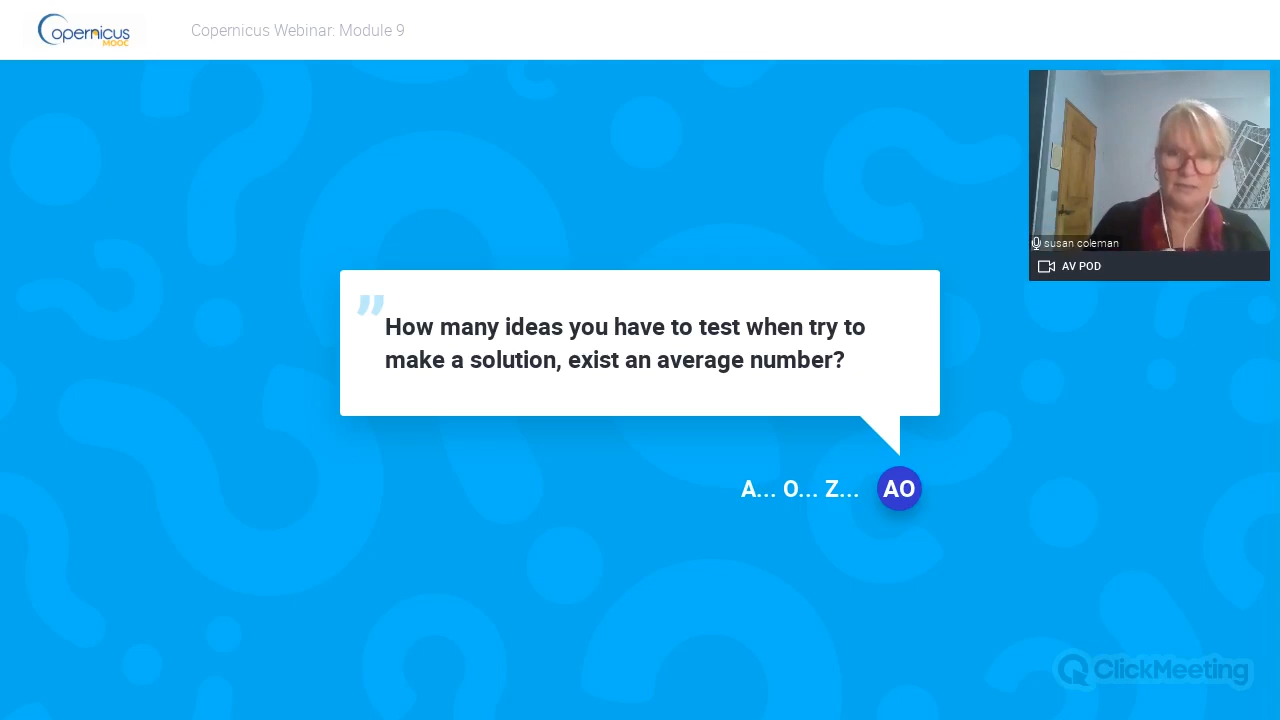 Copernicus
MOOC
Copernicus Webinar: Module 9
susan coleman
AV POD
" How many ideas you have to test when try to
make a solution, exist an average number?
A... O... Z...
AO
ClickMeeting